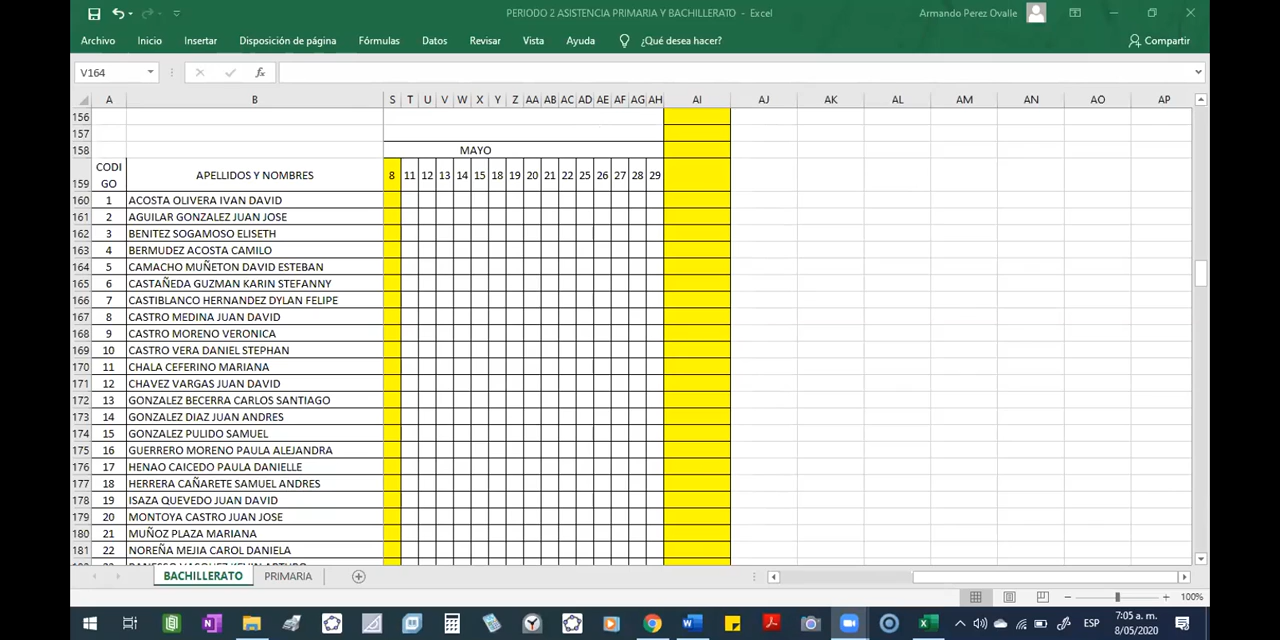 PERIODO 2 ASISTENCIA PRIMARIA Y BACHILLERATO - Excel
Armando Perez Ovalle
Archivo Inicio Insertar Disposición de página Fórmulas Datos Revisar Vista Ayuda ¿Qué desea hacer? Compartir
V164 fx
A B S T U V W X Y Z AA AB AC AD AE AF AG AH AI AJ AK AL AM AN AO AP
156
157
158 MAYO
159 CODI GO APELLIDOS Y NOMBRES 8 11 12 13 14 15 18 19 20 21 22 25 26 27 28 29
160 1 ACOSTA OLIVERA IVAN DAVID
161 2 AGUILAR GONZALEZ JUAN JOSE
162 3 BENITEZ SOGAMOSO ELISETH
163 4 BERMUDEZ ACOSTA CAMILO
164 5 CAMACHO MUÑETON DAVID ESTEBAN
165 6 CASTAÑEDA GUZMAN KARIN STEFANNY
166 7 CASTIBLANCO HERNANDEZ DYLAN FELIPE
167 8 CASTRO MEDINA JUAN DAVID
168 9 CASTRO MORENO VERONICA
169 10 CASTRO VERA DANIEL STEPHAN
170 11 CHALA CEFERINO MARIANA
171 12 CHAVEZ VARGAS JUAN DAVID
172 13 GONZALEZ BECERRA CARLOS SANTIAGO
173 14 GONZALEZ DIAZ JUAN ANDRES
174 15 GONZALEZ PULIDO SAMUEL
175 16 GUERRERO MORENO PAULA ALEJANDRA
176 17 HENAO CAICEDO PAULA DANIELLE
177 18 HERRERA CAÑARETE SAMUEL ANDRES
178 19 ISAZA QUEVEDO JUAN DAVID
179 20 MONTOYA CASTRO JUAN JOSE
180 21 MUÑOZ PLAZA MARIANA
181 22 NOREÑA MEJIA CAROL DANIELA
BACHILLERATO PRIMARIA
100%
ESP 7:05 a. m.
8/05/2020